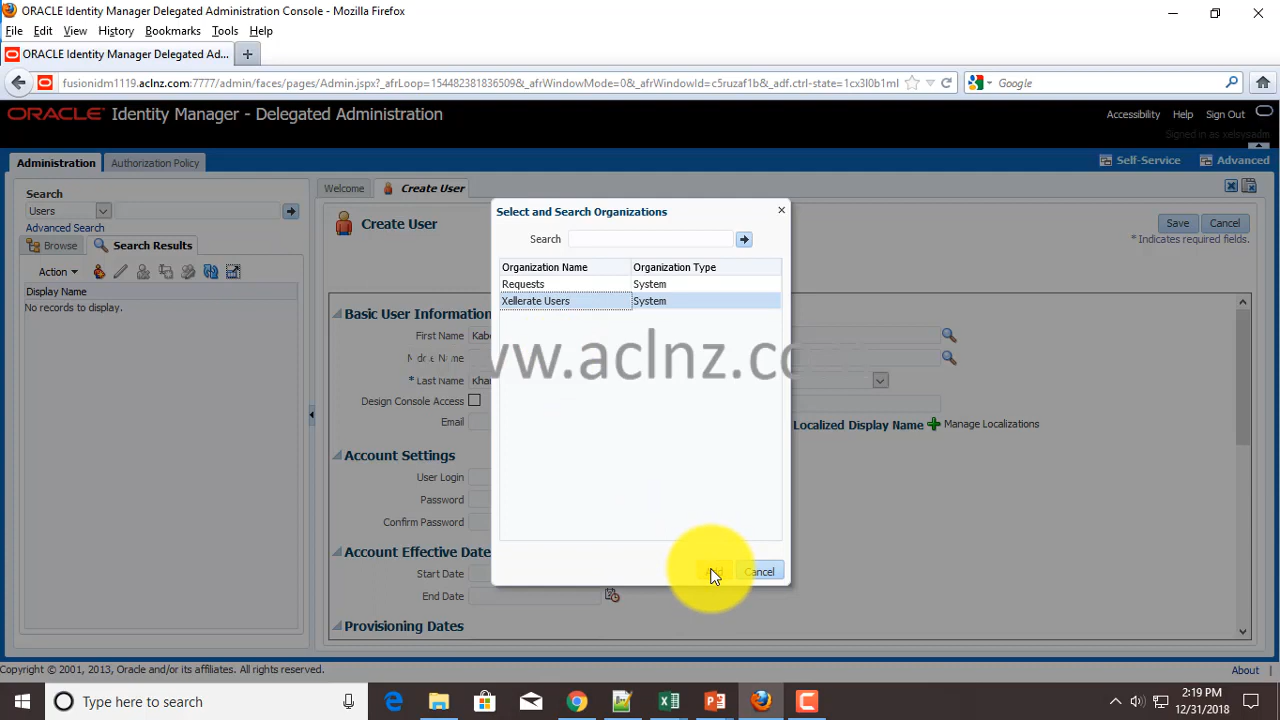 ORACLE Identity Manager Delegated Administration Console - Mozilla Firefox
File Edit View History Bookmarks Tools Help
ORACLE Identity Manager Delegated Ad...
fusionidm1119.aclnz.com:7777/admin/faces/pages/Admin.jspx?_afrLoop=154482381836509&_afrWindowMode=0&_afrWindowId=c5ruzaf1b&_adf.ctrl-state=1cx3l0b1ml Google
ORACLE Identity Manager - Delegated Administration Accessibility Help Sign Out
Signed in as xelsysadm
Administration Authorization Policy Self-Service Advanced
Search
Users
Advanced Search
Browse Search Results
Action
Display Name
No records to display.
Welcome Create User
Create User Save Cancel
* Indicates required fields.
Basic User Information
First Name
* Last Name
Design Console Access
Email
Localized Display Name Manage Localizations
Account Settings
User Login
Password
Confirm Password
Account Effective Date
Start Date
End Date
Provisioning Dates
Select and Search Organizations
Search
Organization Name Organization Type
Requests System
Xellerate Users System
Cancel
Copyright © 2001, 2013, Oracle and/or its affiliates. All rights reserved. About
Type here to search
2:19 PM
12/31/2018